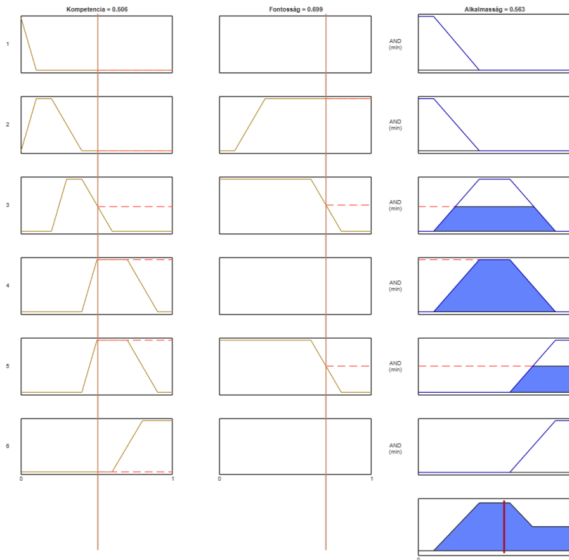 Kompetencia = 0.506
Fontosság = 0.699
Alkalmasság = 0.563
1
AND
(min)
2
AND
(min)
3
AND
(min)
4
AND
(min)
5
AND
(min)
6
AND
(min)
0
1
0
1
0